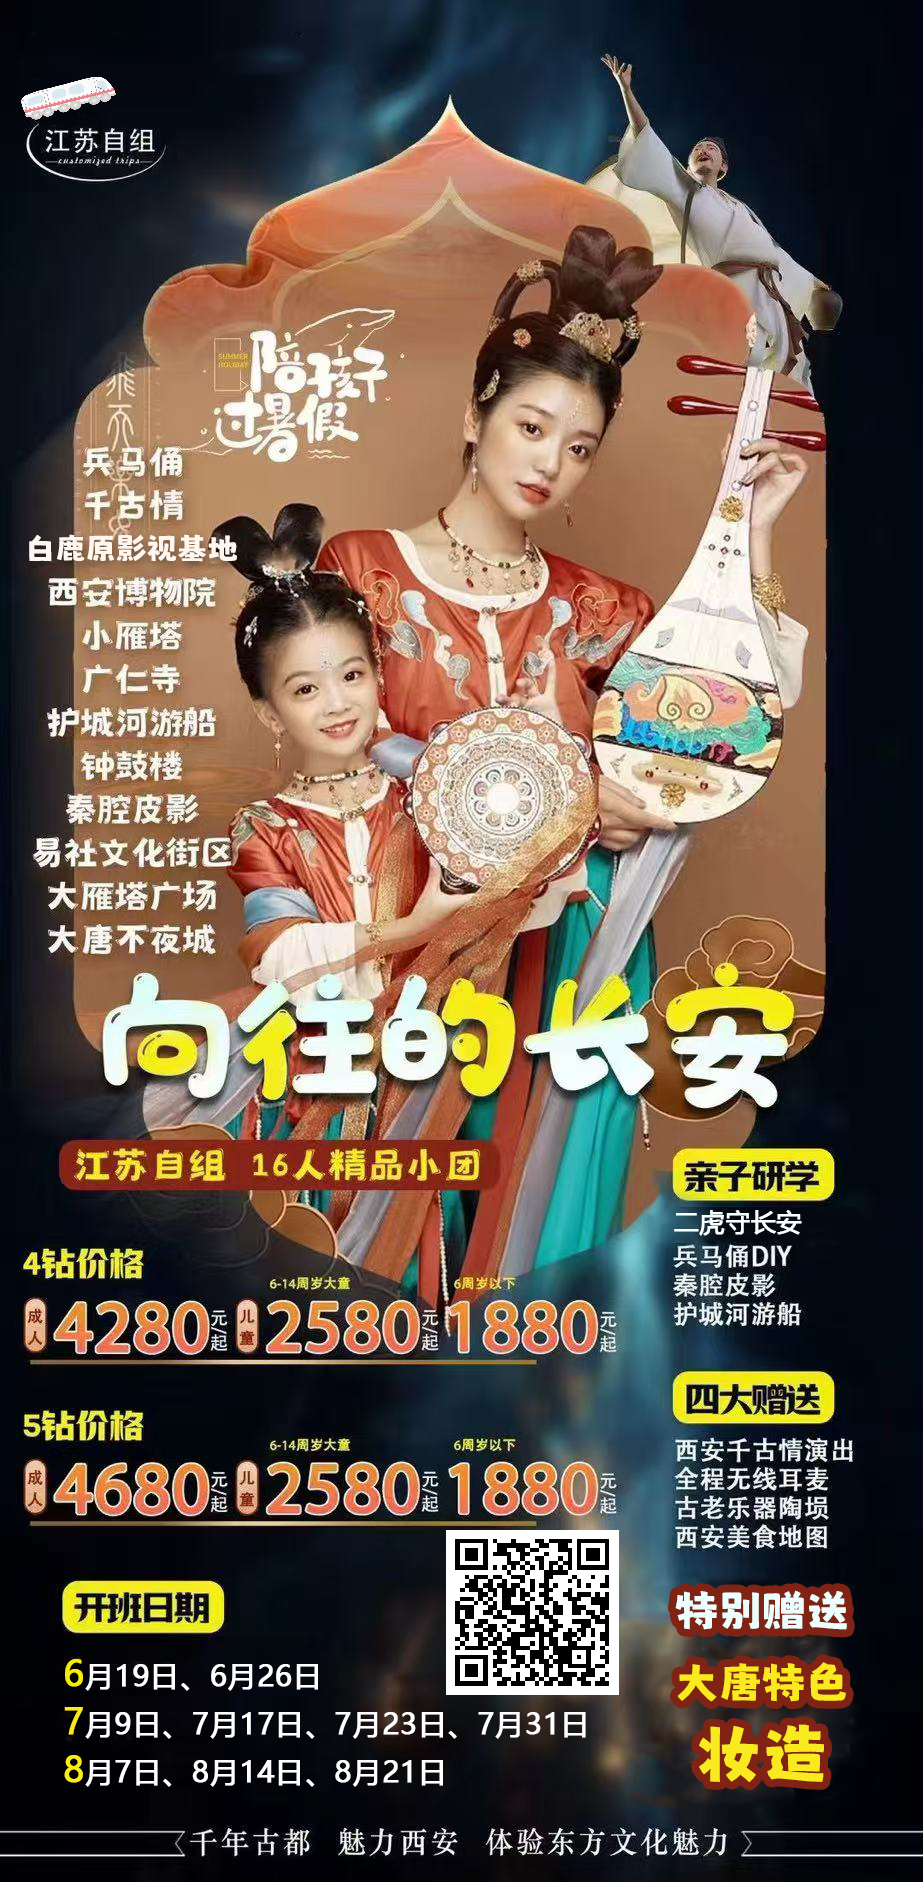 江苏自组
customized trips
SUMMER
HOLIDAY
陪孩子
过暑假
兵马俑
千古情
白鹿原影视基地
西安博物院
小雁塔
广仁寺
护城河游船
钟鼓楼
秦腔皮影
易社文化街区
大雁塔广场
大唐不夜城
向往的长安
江苏自组 16人精品小团
4钻价格
6-14周岁大童 6周岁以下
成人 4280元/起 儿童 2580元/起 1880元/起
5钻价格
6-14周岁大童 6周岁以下
成人 4680元/起 儿童 2580元/起 1880元/起
亲子研学
二虎守长安
兵马俑DIY
秦腔皮影
护城河游船
四大赠送
西安千古情演出
全程无线耳麦
古老乐器陶埙
西安美食地图
开班日期
6月19日、6月26日
7月9日、7月17日、7月23日、7月31日
8月7日、8月14日、8月21日
特别赠送
大唐特色
妆造
千年古都 魅力西安 体验东方文化魅力